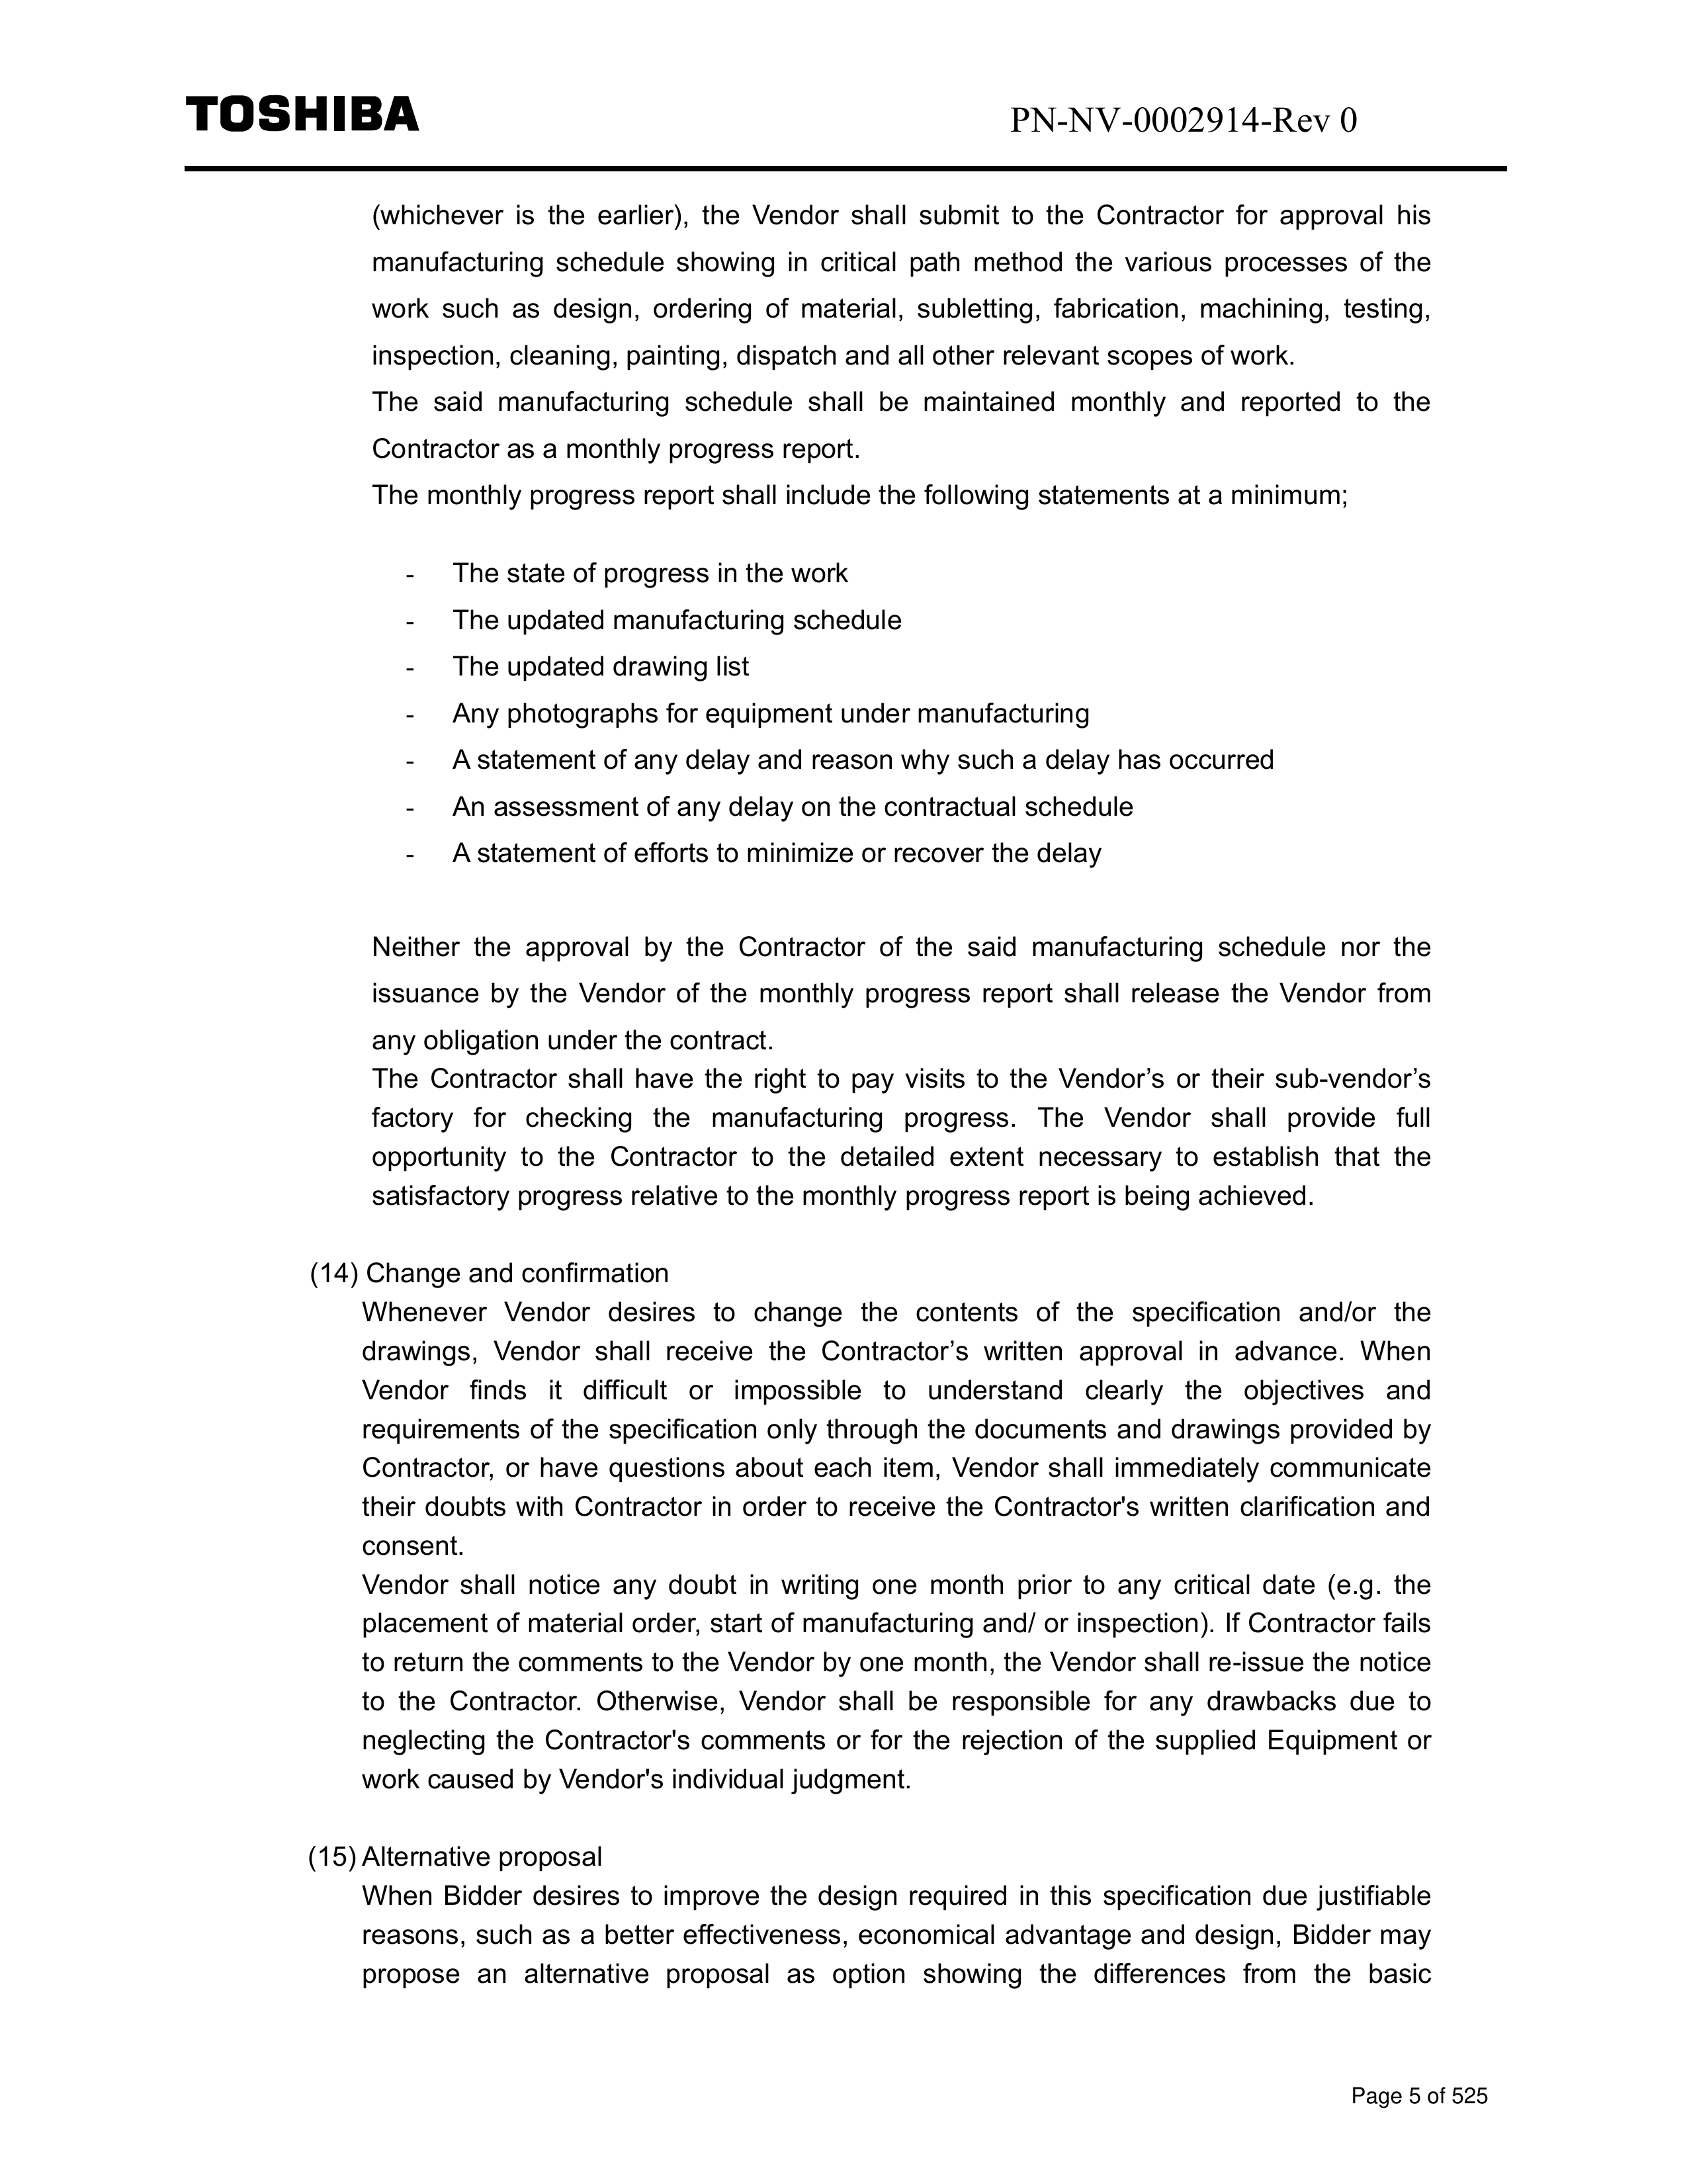 TOSHIBA
PN-NV-0002914-Rev 0
(whichever is the earlier), the Vendor shall submit to the Contractor for approval his
manufacturing schedule showing in critical path method the various processes of the
work such as design, ordering of material, subletting, fabrication, machining, testing,
inspection, cleaning, painting, dispatch and all other relevant scopes of work.
The said manufacturing schedule shall be maintained monthly and reported to the
Contractor as a monthly progress report.
The monthly progress report shall include the following statements at a minimum;
- The state of progress in the work
- The updated manufacturing schedule
- The updated drawing list
- Any photographs for equipment under manufacturing
- A statement of any delay and reason why such a delay has occurred
- An assessment of any delay on the contractual schedule
- A statement of efforts to minimize or recover the delay
Neither the approval by the Contractor of the said manufacturing schedule nor the
issuance by the Vendor of the monthly progress report shall release the Vendor from
any obligation under the contract.
The Contractor shall have the right to pay visits to the Vendor’s or their sub-vendor’s
factory for checking the manufacturing progress. The Vendor shall provide full
opportunity to the Contractor to the detailed extent necessary to establish that the
satisfactory progress relative to the monthly progress report is being achieved.
(14) Change and confirmation
Whenever Vendor desires to change the contents of the specification and/or the
drawings, Vendor shall receive the Contractor’s written approval in advance. When
Vendor finds it difficult or impossible to understand clearly the objectives and
requirements of the specification only through the documents and drawings provided by
Contractor, or have questions about each item, Vendor shall immediately communicate
their doubts with Contractor in order to receive the Contractor's written clarification and
consent.
Vendor shall notice any doubt in writing one month prior to any critical date (e.g. the
placement of material order, start of manufacturing and/ or inspection). If Contractor fails
to return the comments to the Vendor by one month, the Vendor shall re-issue the notice
to the Contractor. Otherwise, Vendor shall be responsible for any drawbacks due to
neglecting the Contractor's comments or for the rejection of the supplied Equipment or
work caused by Vendor's individual judgment.
(15) Alternative proposal
When Bidder desires to improve the design required in this specification due justifiable
reasons, such as a better effectiveness, economical advantage and design, Bidder may
propose an alternative proposal as option showing the differences from the basic
Page 5 of 525